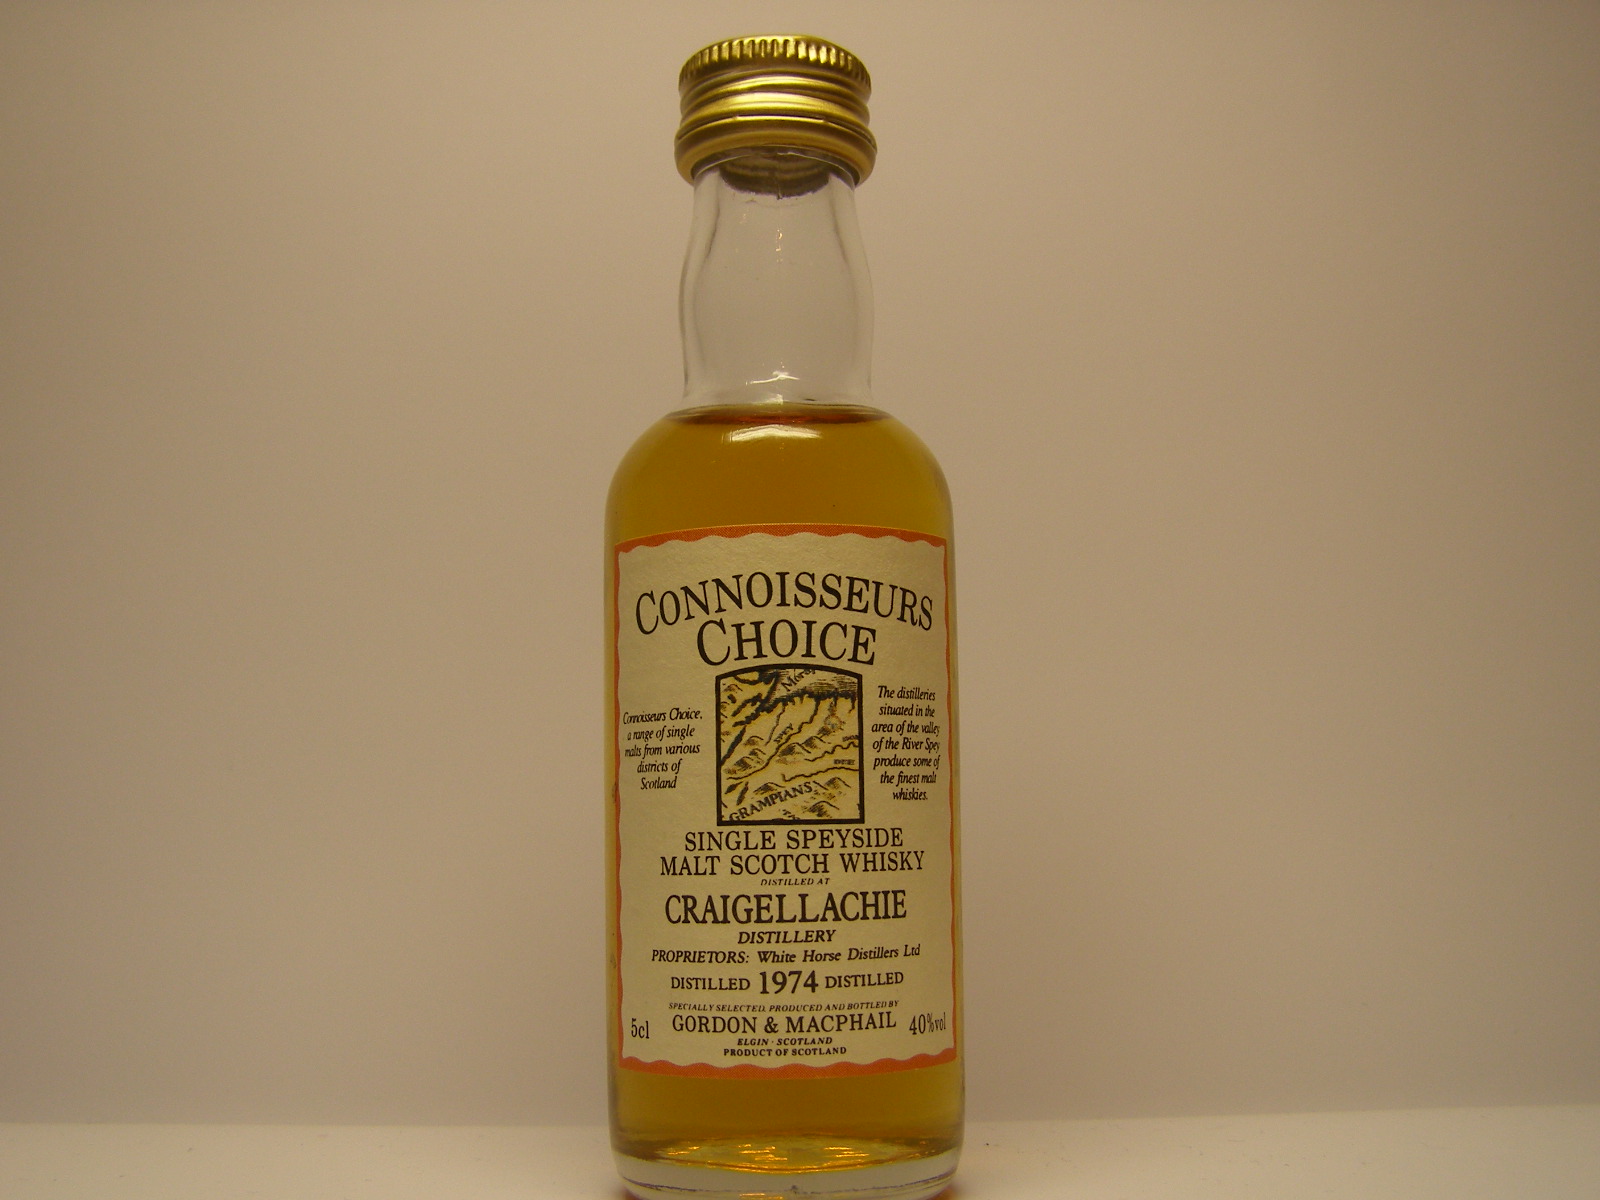 CONNOISSEURS
CHOICE
Connoisseurs Choice,
a range of single
malts from various
districts of
Scotland
Moray
SPEY
DEE
GRAMPIANS
The distilleries
situated in the
area of the valley
of the River Spey
produce some of
the finest malt
whiskies.
SINGLE SPEYSIDE
MALT SCOTCH WHISKY
DISTILLED AT
CRAIGELLACHIE
DISTILLERY
PROPRIETORS: White Horse Distillers Ltd
DISTILLED 1974 DISTILLED
SPECIALLY SELECTED, PRODUCED AND BOTTLED BY
5cl GORDON & MACPHAIL 40%vol
ELGIN · SCOTLAND
PRODUCT OF SCOTLAND